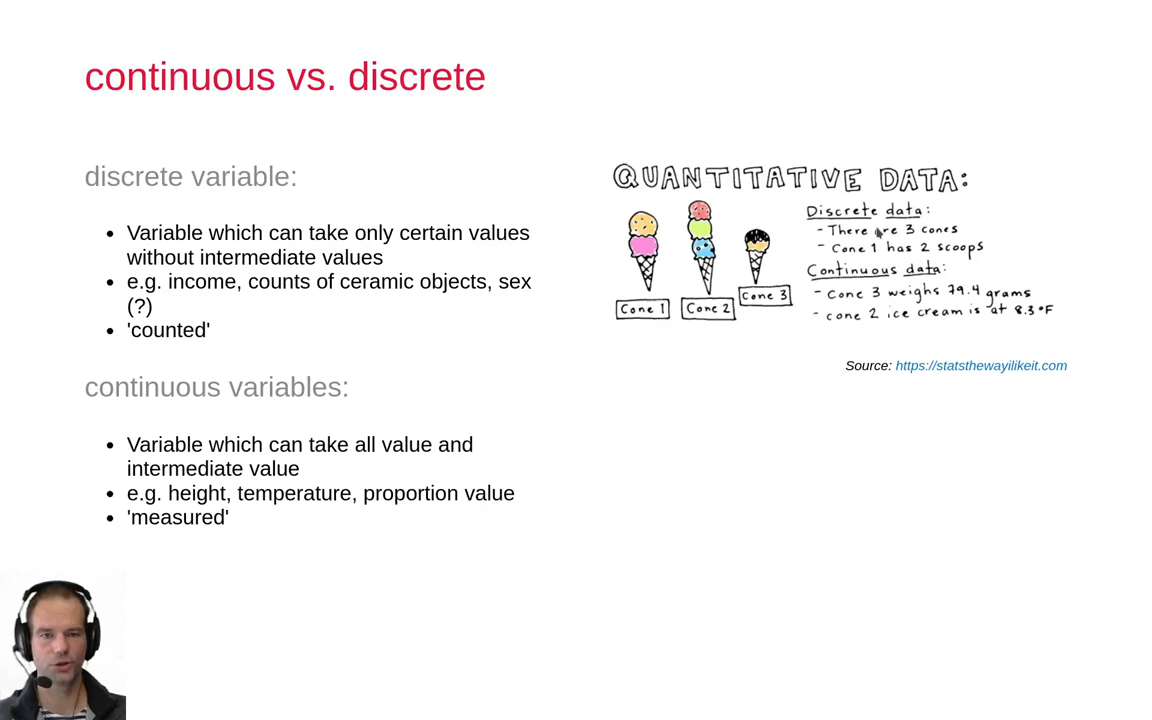 continuous vs. discrete
discrete variable:
Variable which can take only certain values
without intermediate values
e.g. income, counts of ceramic objects, sex
(?)
'counted'
continuous variables:
Variable which can take all value and
intermediate value
e.g. height, temperature, proportion value
'measured'
QUANTITATIVE DATA:
Cone 1
Cone 2
Cone 3
Discrete data:
- There are 3 cones
- Cone 1 has 2 scoops
Continuous data:
- Cone 3 weighs 79.4 grams
- cone 2 ice cream is at 8.3°F
Source: https://statsthewayilikeit.com